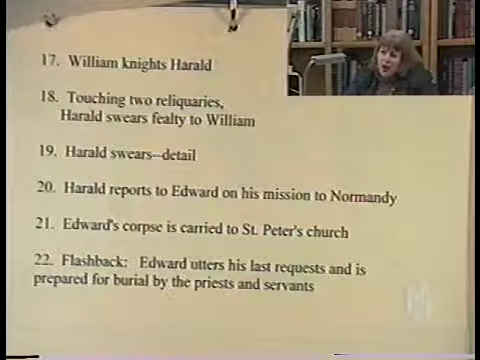 17. William knights Harald
18. Touching two reliquaries,
Harald swears fealty to William
19. Harald swears--detail
20. Harald reports to Edward on his mission to Normandy
21. Edward's corpse is carried to St. Peter's church
22. Flashback: Edward utters his last requests and is
prepared for burial by the priests and servants